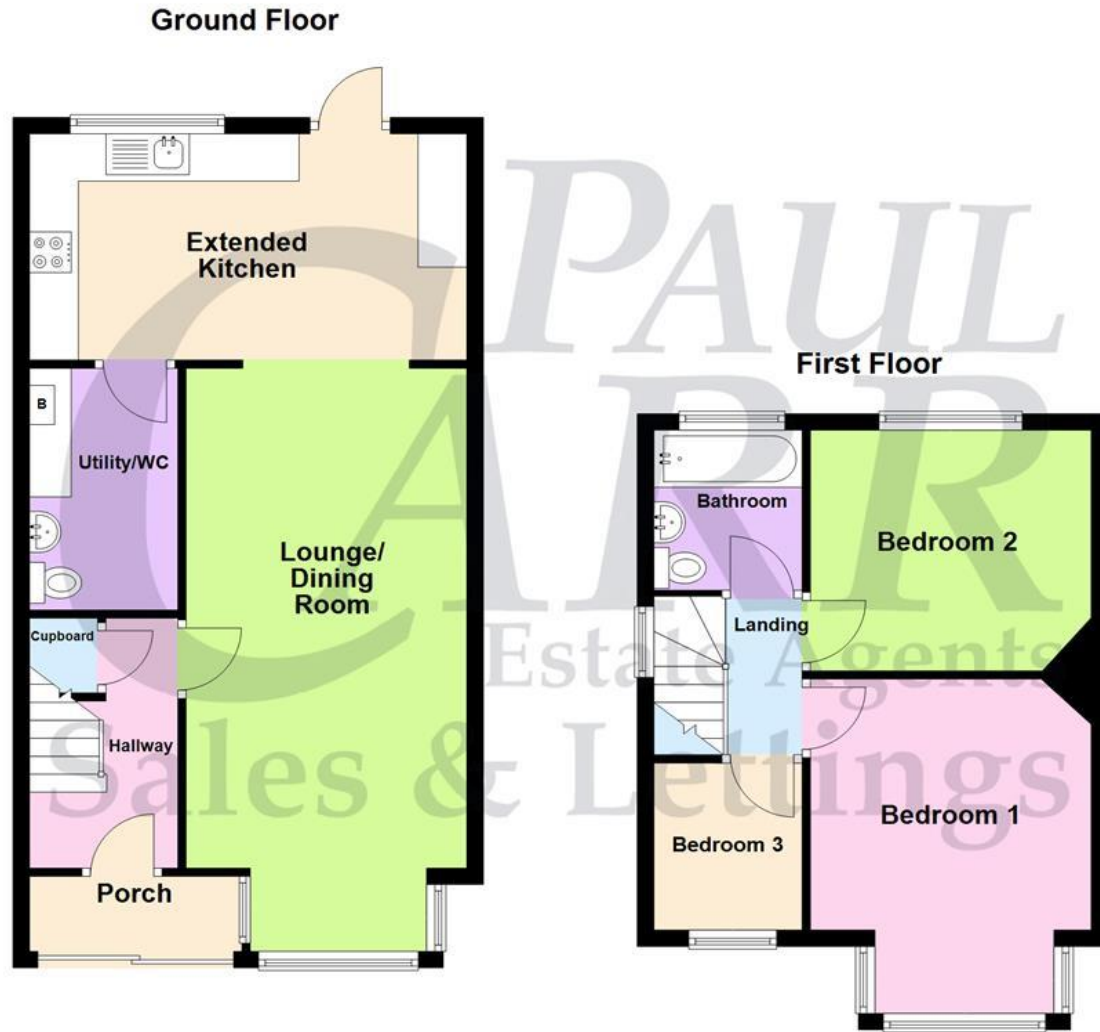 Ground Floor
Extended
Kitchen
B
Utility/WC
Lounge/
Dining
Room
Cupboard
Hallway
Porch
First Floor
Bathroom
Bedroom 2
Landing
Bedroom 1
Bedroom 3
PAUL
CARR
Estate Agents
Sales & Lettings